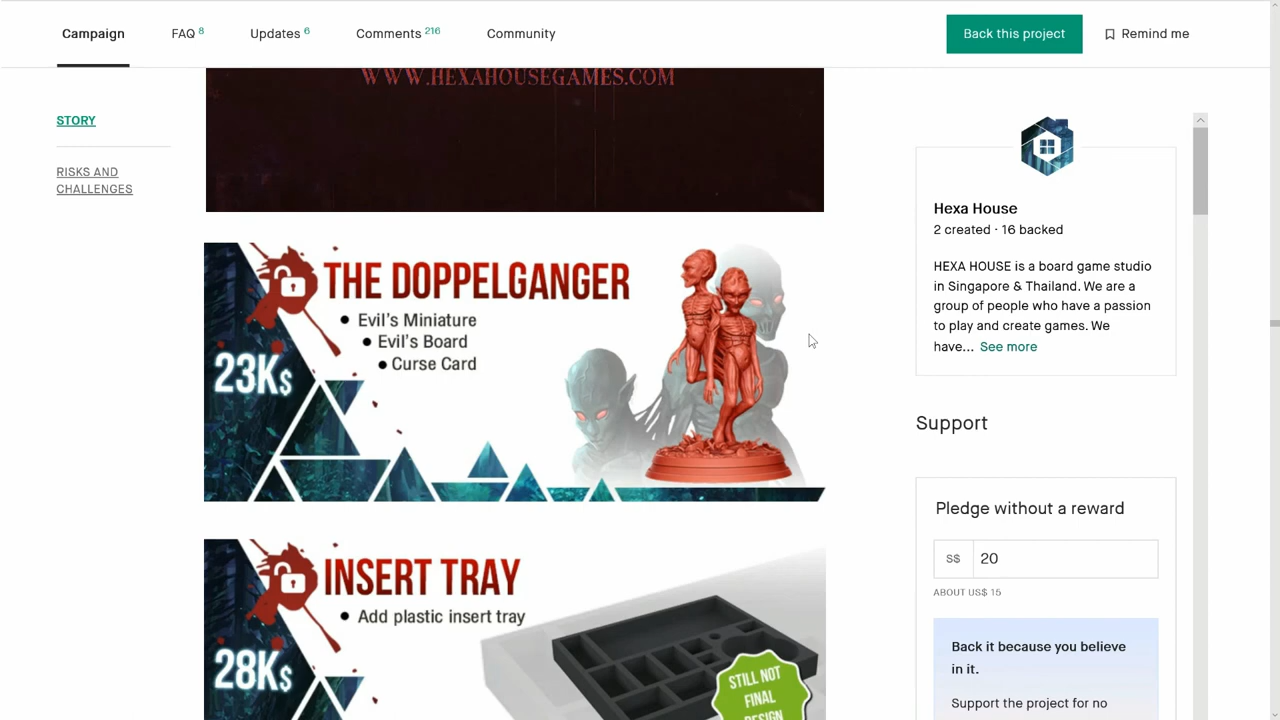 Campaign
FAQ 8
Updates 6
Comments 216
Community
Back this project
Remind me
WWW.HEXAHOUSEGAMES.COM
STORY
RISKS AND
CHALLENGES
THE DOPPELGANGER
• Evil's Miniature
• Evil's Board
• Curse Card
23K$
INSERT TRAY
• Add plastic insert tray
28K$
STILL NOT
FINAL
DESIGN
Hexa House
2 created · 16 backed
HEXA HOUSE is a board game studio
in Singapore & Thailand. We are a
group of people who have a passion
to play and create games. We
have... See more
Support
Pledge without a reward
S$ 20
ABOUT US$ 15
Back it because you believe
in it.
Support the project for no